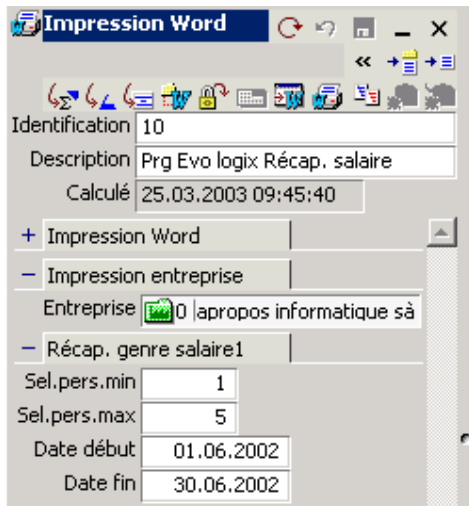 Impression Word
Identification 10
Description Prg Evo logix Récap. salaire
Calculé 25.03.2003 09:45:40
+ Impression Word
− Impression entreprise
Entreprise 0 apropos informatique sà
− Récap. genre salaire1
Sel.pers.min 1
Sel.pers.max 5
Date début 01.06.2002
Date fin 30.06.2002